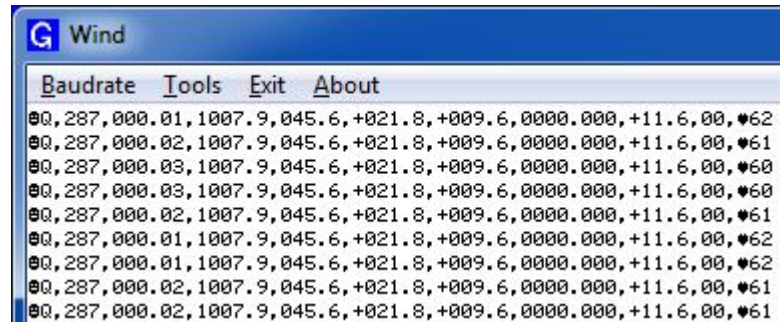 G Wind
Baudrate Tools Exit About
☻Q,287,000.01,1007.9,045.6,+021.8,+009.6,0000.000,+11.6,00,♥62
☻Q,287,000.02,1007.9,045.6,+021.8,+009.6,0000.000,+11.6,00,♥61
☻Q,287,000.03,1007.9,045.6,+021.8,+009.6,0000.000,+11.6,00,♥60
☻Q,287,000.03,1007.9,045.6,+021.8,+009.6,0000.000,+11.6,00,♥60
☻Q,287,000.02,1007.9,045.6,+021.8,+009.6,0000.000,+11.6,00,♥61
☻Q,287,000.01,1007.9,045.6,+021.8,+009.6,0000.000,+11.6,00,♥62
☻Q,287,000.01,1007.9,045.6,+021.8,+009.6,0000.000,+11.6,00,♥62
☻Q,287,000.02,1007.9,045.6,+021.8,+009.6,0000.000,+11.6,00,♥61
☻Q,287,000.02,1007.9,045.6,+021.8,+009.6,0000.000,+11.6,00,♥61